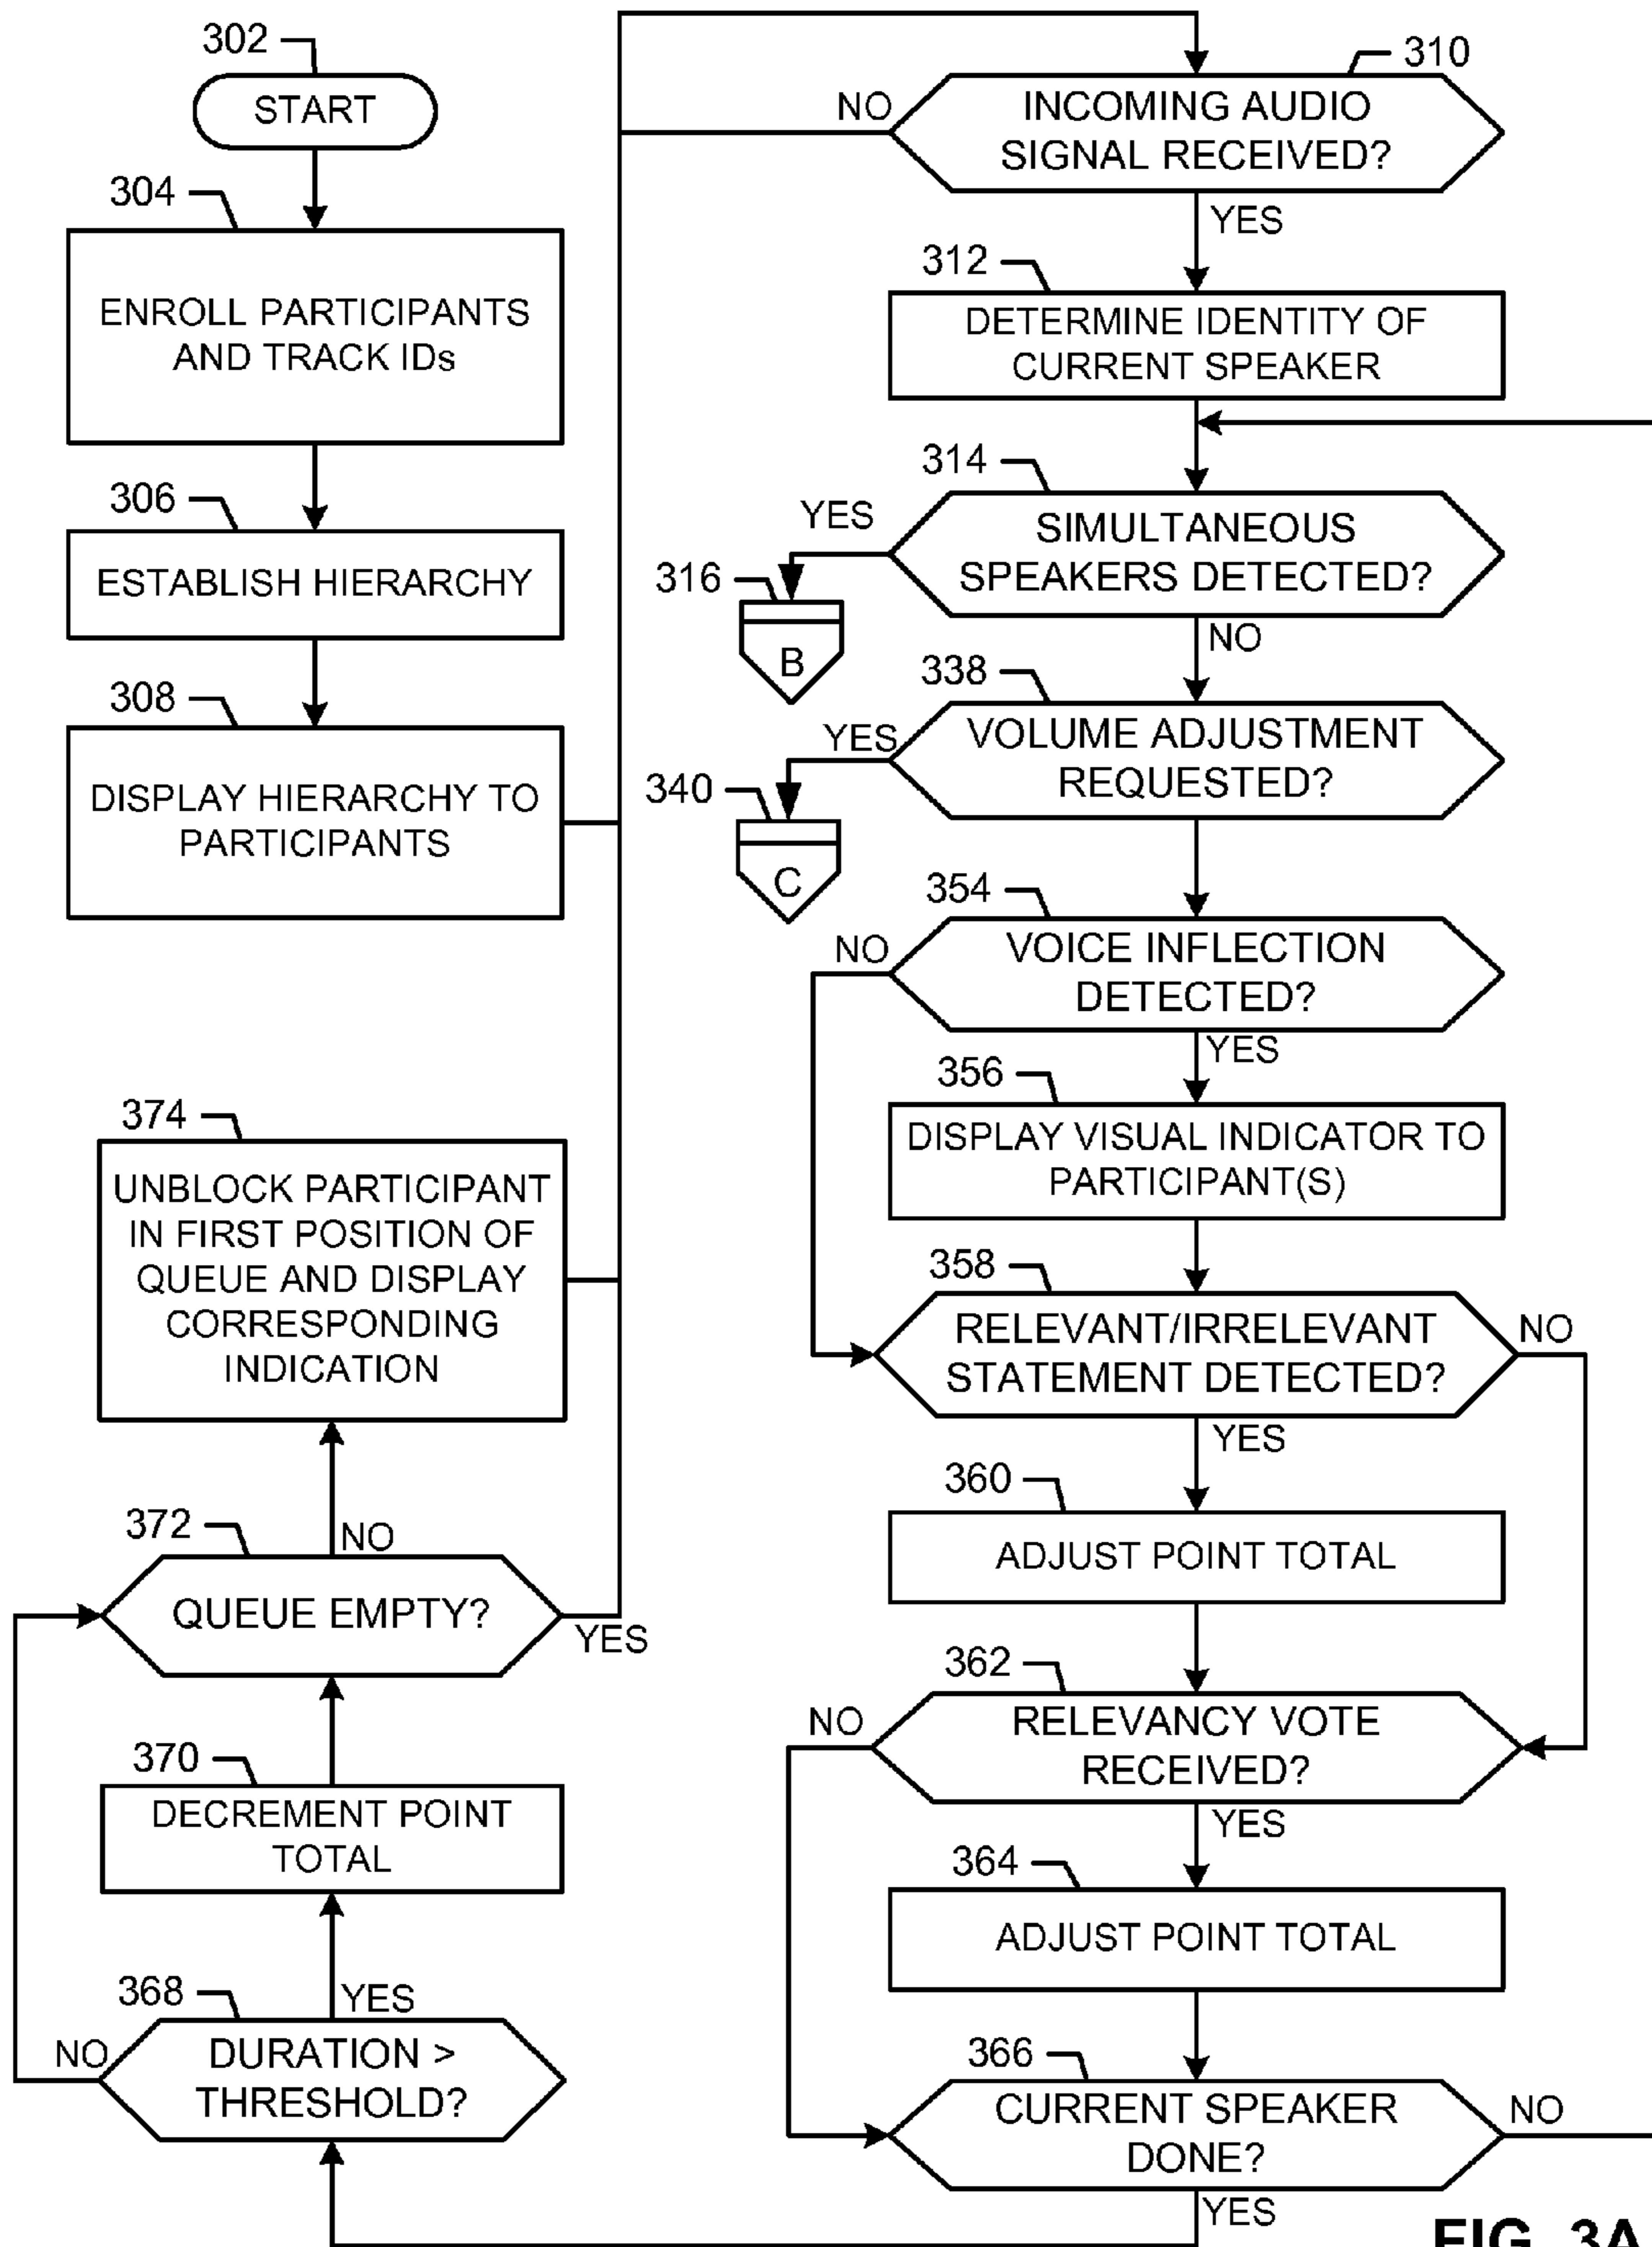 302
START
304
ENROLL PARTICIPANTS
AND TRACK IDs
306
ESTABLISH HIERARCHY
308
DISPLAY HIERARCHY TO
PARTICIPANTS
310
INCOMING AUDIO
SIGNAL RECEIVED?
NO
YES
312
DETERMINE IDENTITY OF
CURRENT SPEAKER
314
SIMULTANEOUS
SPEAKERS DETECTED?
YES
316
B
NO
338
VOLUME ADJUSTMENT
REQUESTED?
YES
340
C
354
VOICE INFLECTION
DETECTED?
NO
YES
356
DISPLAY VISUAL INDICATOR TO
PARTICIPANT(S)
358
RELEVANT/IRRELEVANT
STATEMENT DETECTED?
NO
YES
360
ADJUST POINT TOTAL
362
RELEVANCY VOTE
RECEIVED?
NO
YES
364
ADJUST POINT TOTAL
366
CURRENT SPEAKER
DONE?
NO
YES
368
DURATION >
THRESHOLD?
NO
YES
370
DECREMENT POINT
TOTAL
372
QUEUE EMPTY?
YES
NO
374
UNBLOCK PARTICIPANT
IN FIRST POSITION OF
QUEUE AND DISPLAY
CORRESPONDING
INDICATION
FIG. 3A